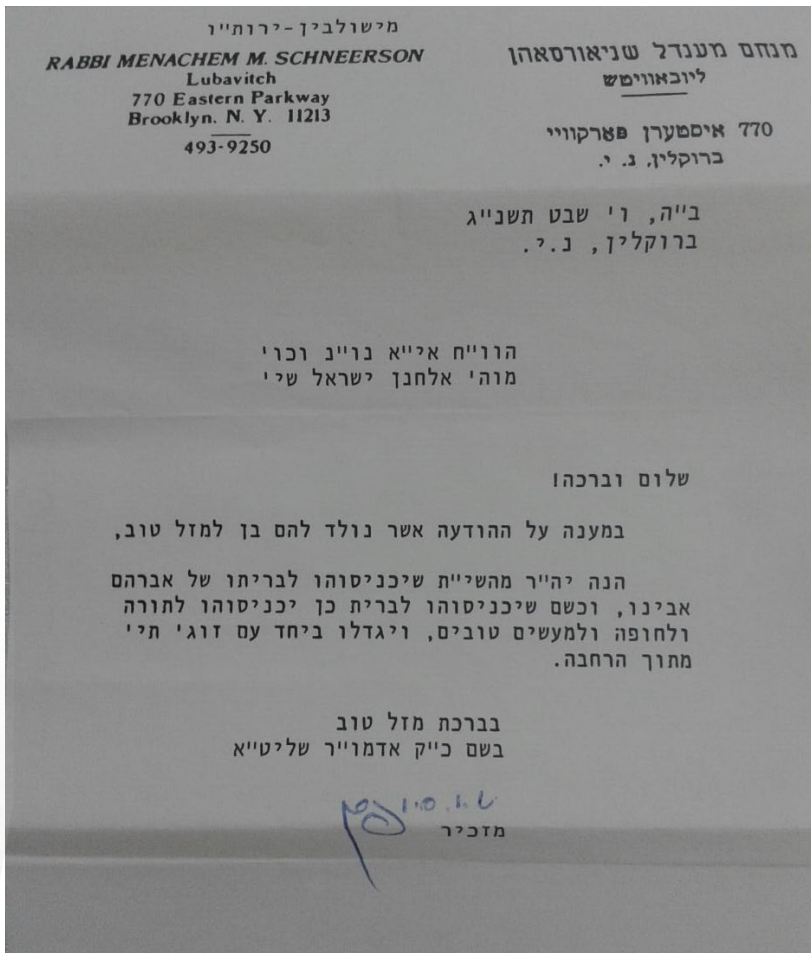 מישולבין-ירותייו
RABBI MENACHEM M. SCHNEERSON
Lubavitch
770 Eastern Parkway
Brooklyn. N. Y. 11213
493-9250
מנחם מענדל שניאורסאהן
ליובאוויטש
770 איסטערן פארקוויי
ברוקלין, נ. י.
ב״ה, ו׳ שבט תשנ״ג
ברוקלין, נ.י.
הוו״ח אי״א נו״נ וכו׳
מוה׳ אלחנן ישראל שי׳
שלום וברכה!
במענה על ההודעה אשר נולד להם בן למזל טוב,
הנה יה״ר מהשי״ת שיכניסוהו לבריתו של אברהם
אבינו, וכשם שיכניסוהו לברית כן יכניסוהו לתורה
ולחופה ולמעשים טובים, ויגדלו ביחד עם זוג׳ תי׳
מתוך הרחבה.
בברכת מזל טוב
בשם כ״ק אדמו״ר שליט״א
מזכיר